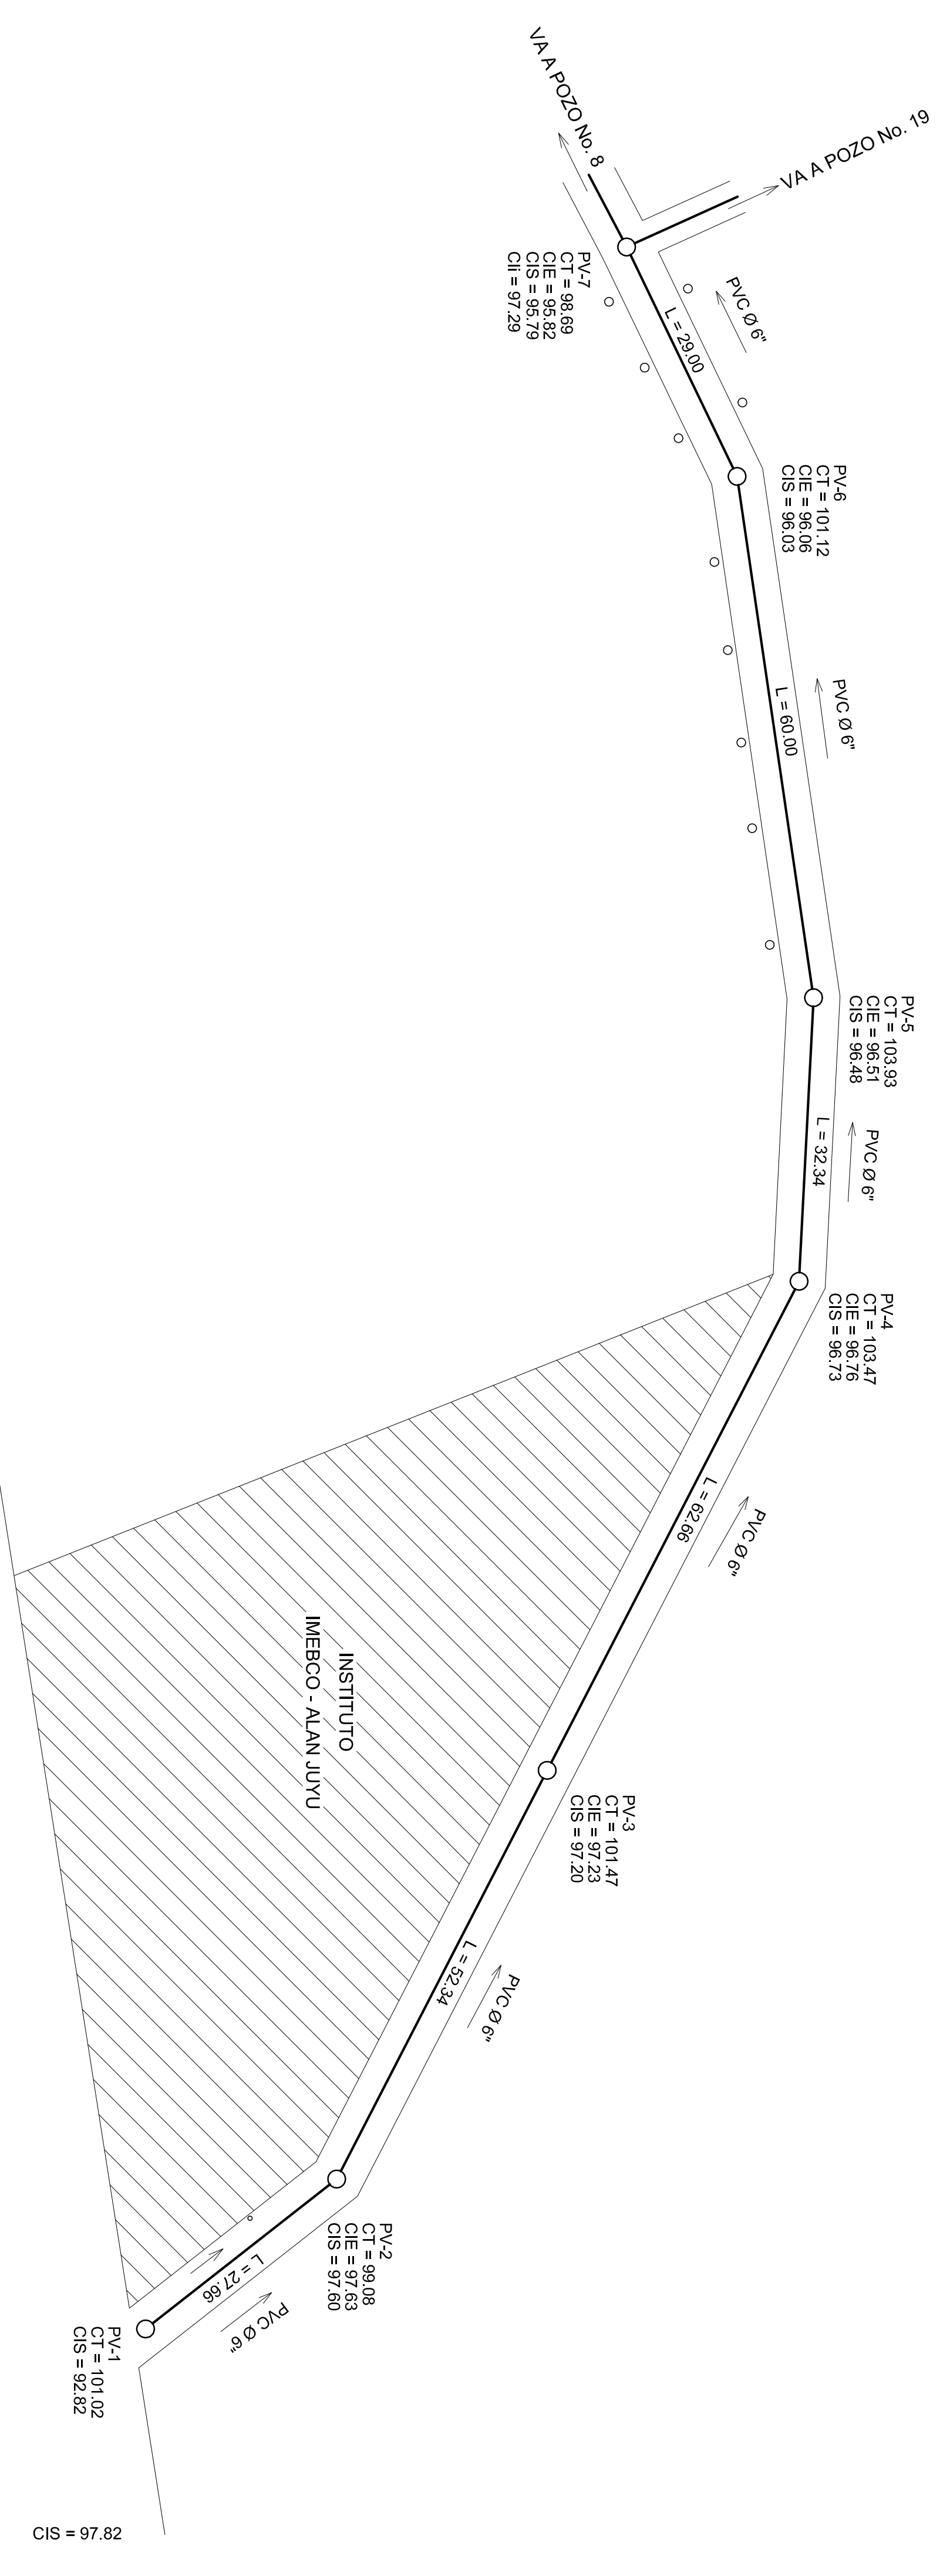 VA A POZO No. 8
VA A POZO No. 19
PV-7
CT = 98.69
CIE = 95.82
CIS = 95.79
CIi = 97.29
PVC Ø 6"
L = 29.00
PV-6
CT = 101.12
CIE = 96.06
CIS = 96.03
PVC Ø 6"
L = 60.00
PV-5
CT = 103.93
CIE = 96.51
CIS = 96.48
PVC Ø 6"
L = 32.34
PV-4
CT = 103.47
CIE = 96.76
CIS = 96.73
L = 62.66
PVC Ø 6"
INSTITUTO
IMEBCO - ALAN JUYU
PV-3
CT = 101.47
CIE = 97.23
CIS = 97.20
L = 52.34
PVC Ø 6"
PV-2
CT = 99.08
CIE = 97.63
CIS = 97.60
L = 27.66
PVC Ø 6"
PV-1
CT = 101.02
CIS = 92.82
CIS = 97.82